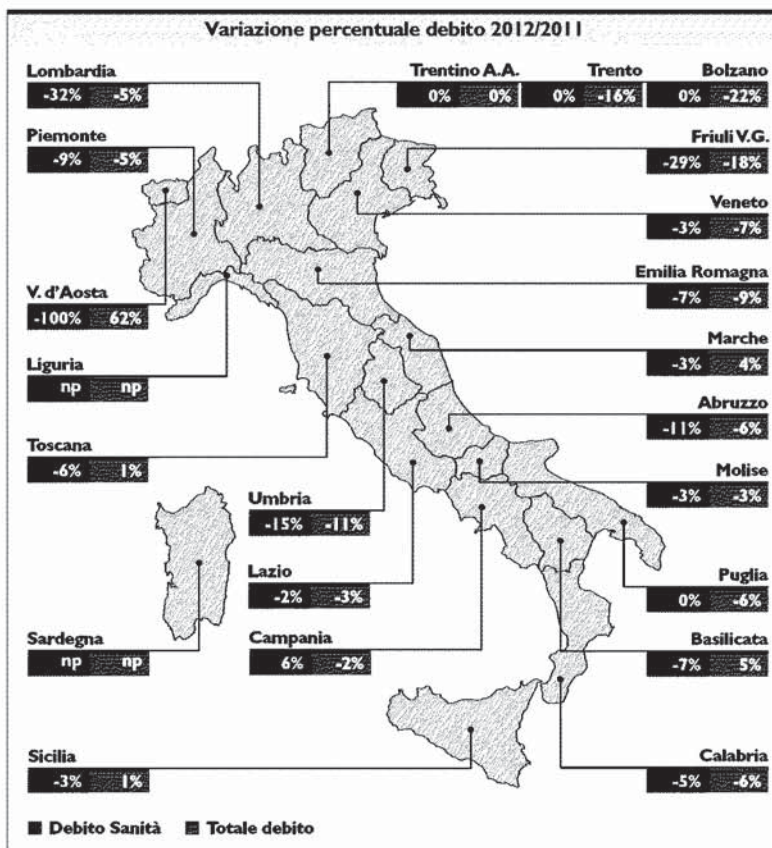 Variazione percentuale debito 2012/2011
Lombardia
-32% -5%
Trentino A.A. Trento Bolzano
0% 0% 0% -16% 0% -22%
Piemonte
-9% -5%
Friuli V.G.
-29% -18%
Veneto
-3% -7%
V. d'Aosta
-100% 62%
Emilia Romagna
-7% -9%
Liguria
np np
Marche
-3% 4%
Toscana
-6% 1%
Abruzzo
-11% -6%
Umbria
-15% -11%
Molise
-3% -3%
Lazio
-2% -3%
Puglia
0% -6%
Sardegna
np np
Campania
6% -2%
Basilicata
-7% 5%
Sicilia
-3% 1%
Calabria
-5% -6%
Debito Sanità Totale debito